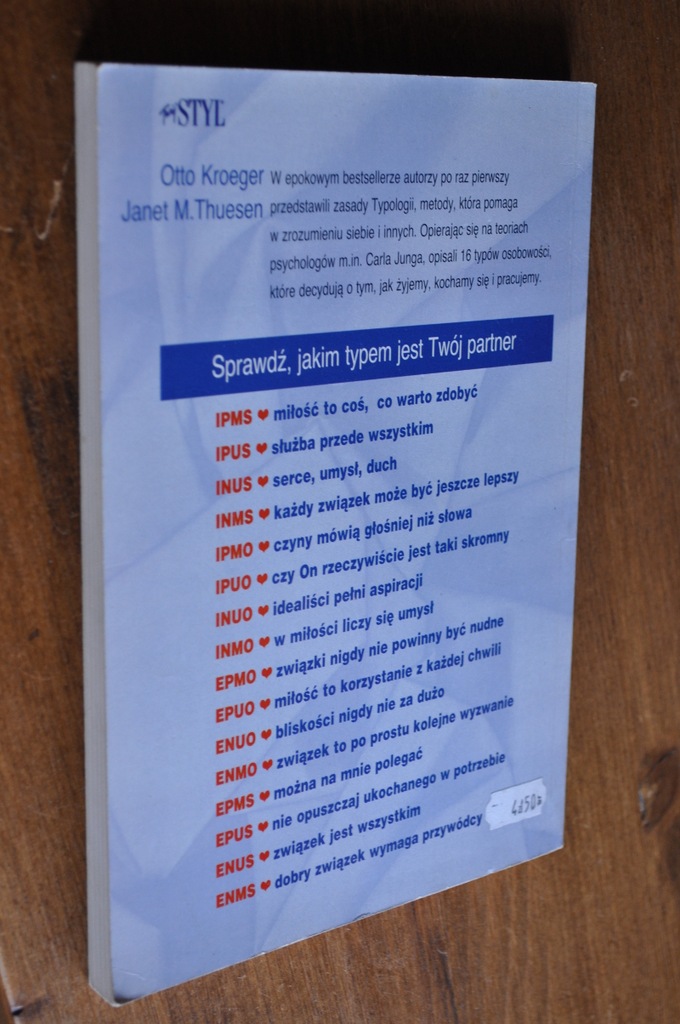 STYL
Otto Kroeger
Janet M. Thuesen
W epokowym bestsellerze autorzy po raz pierwszy
przedstawili zasady Typologii, metody, która pomaga
w zrozumieniu siebie i innych. Opierając się na teoriach
psychologów m.in. Carla Junga, opisali 16 typów osobowości,
które decydują o tym, jak żyjemy, kochamy się i pracujemy.
Sprawdź, jakim typem jest Twój partner
IPMS ♥ miłość to coś, co warto zdobyć
IPUS ♥ służba przede wszystkim
INUS ♥ serce, umysł, duch
INMS ♥ każdy związek może być jeszcze lepszy
IPMO ♥ czyny mówią głośniej niż słowa
IPUO ♥ czy On rzeczywiście jest taki skromny
INUO ♥ idealiści pełni aspiracji
INMO ♥ w miłości liczy się umysł
EPMO ♥ związki nigdy nie powinny być nudne
EPUO ♥ miłość to korzystanie z każdej chwili
ENUO ♥ bliskości nigdy nie za dużo
ENMO ♥ związek to po prostu kolejne wyzwanie
EPMS ♥ można na mnie polegać
EPUS ♥ nie opuszczaj ukochanego w potrzebie
ENUS ♥ związek jest wszystkim
ENMS ♥ dobry związek wymaga przywódcy